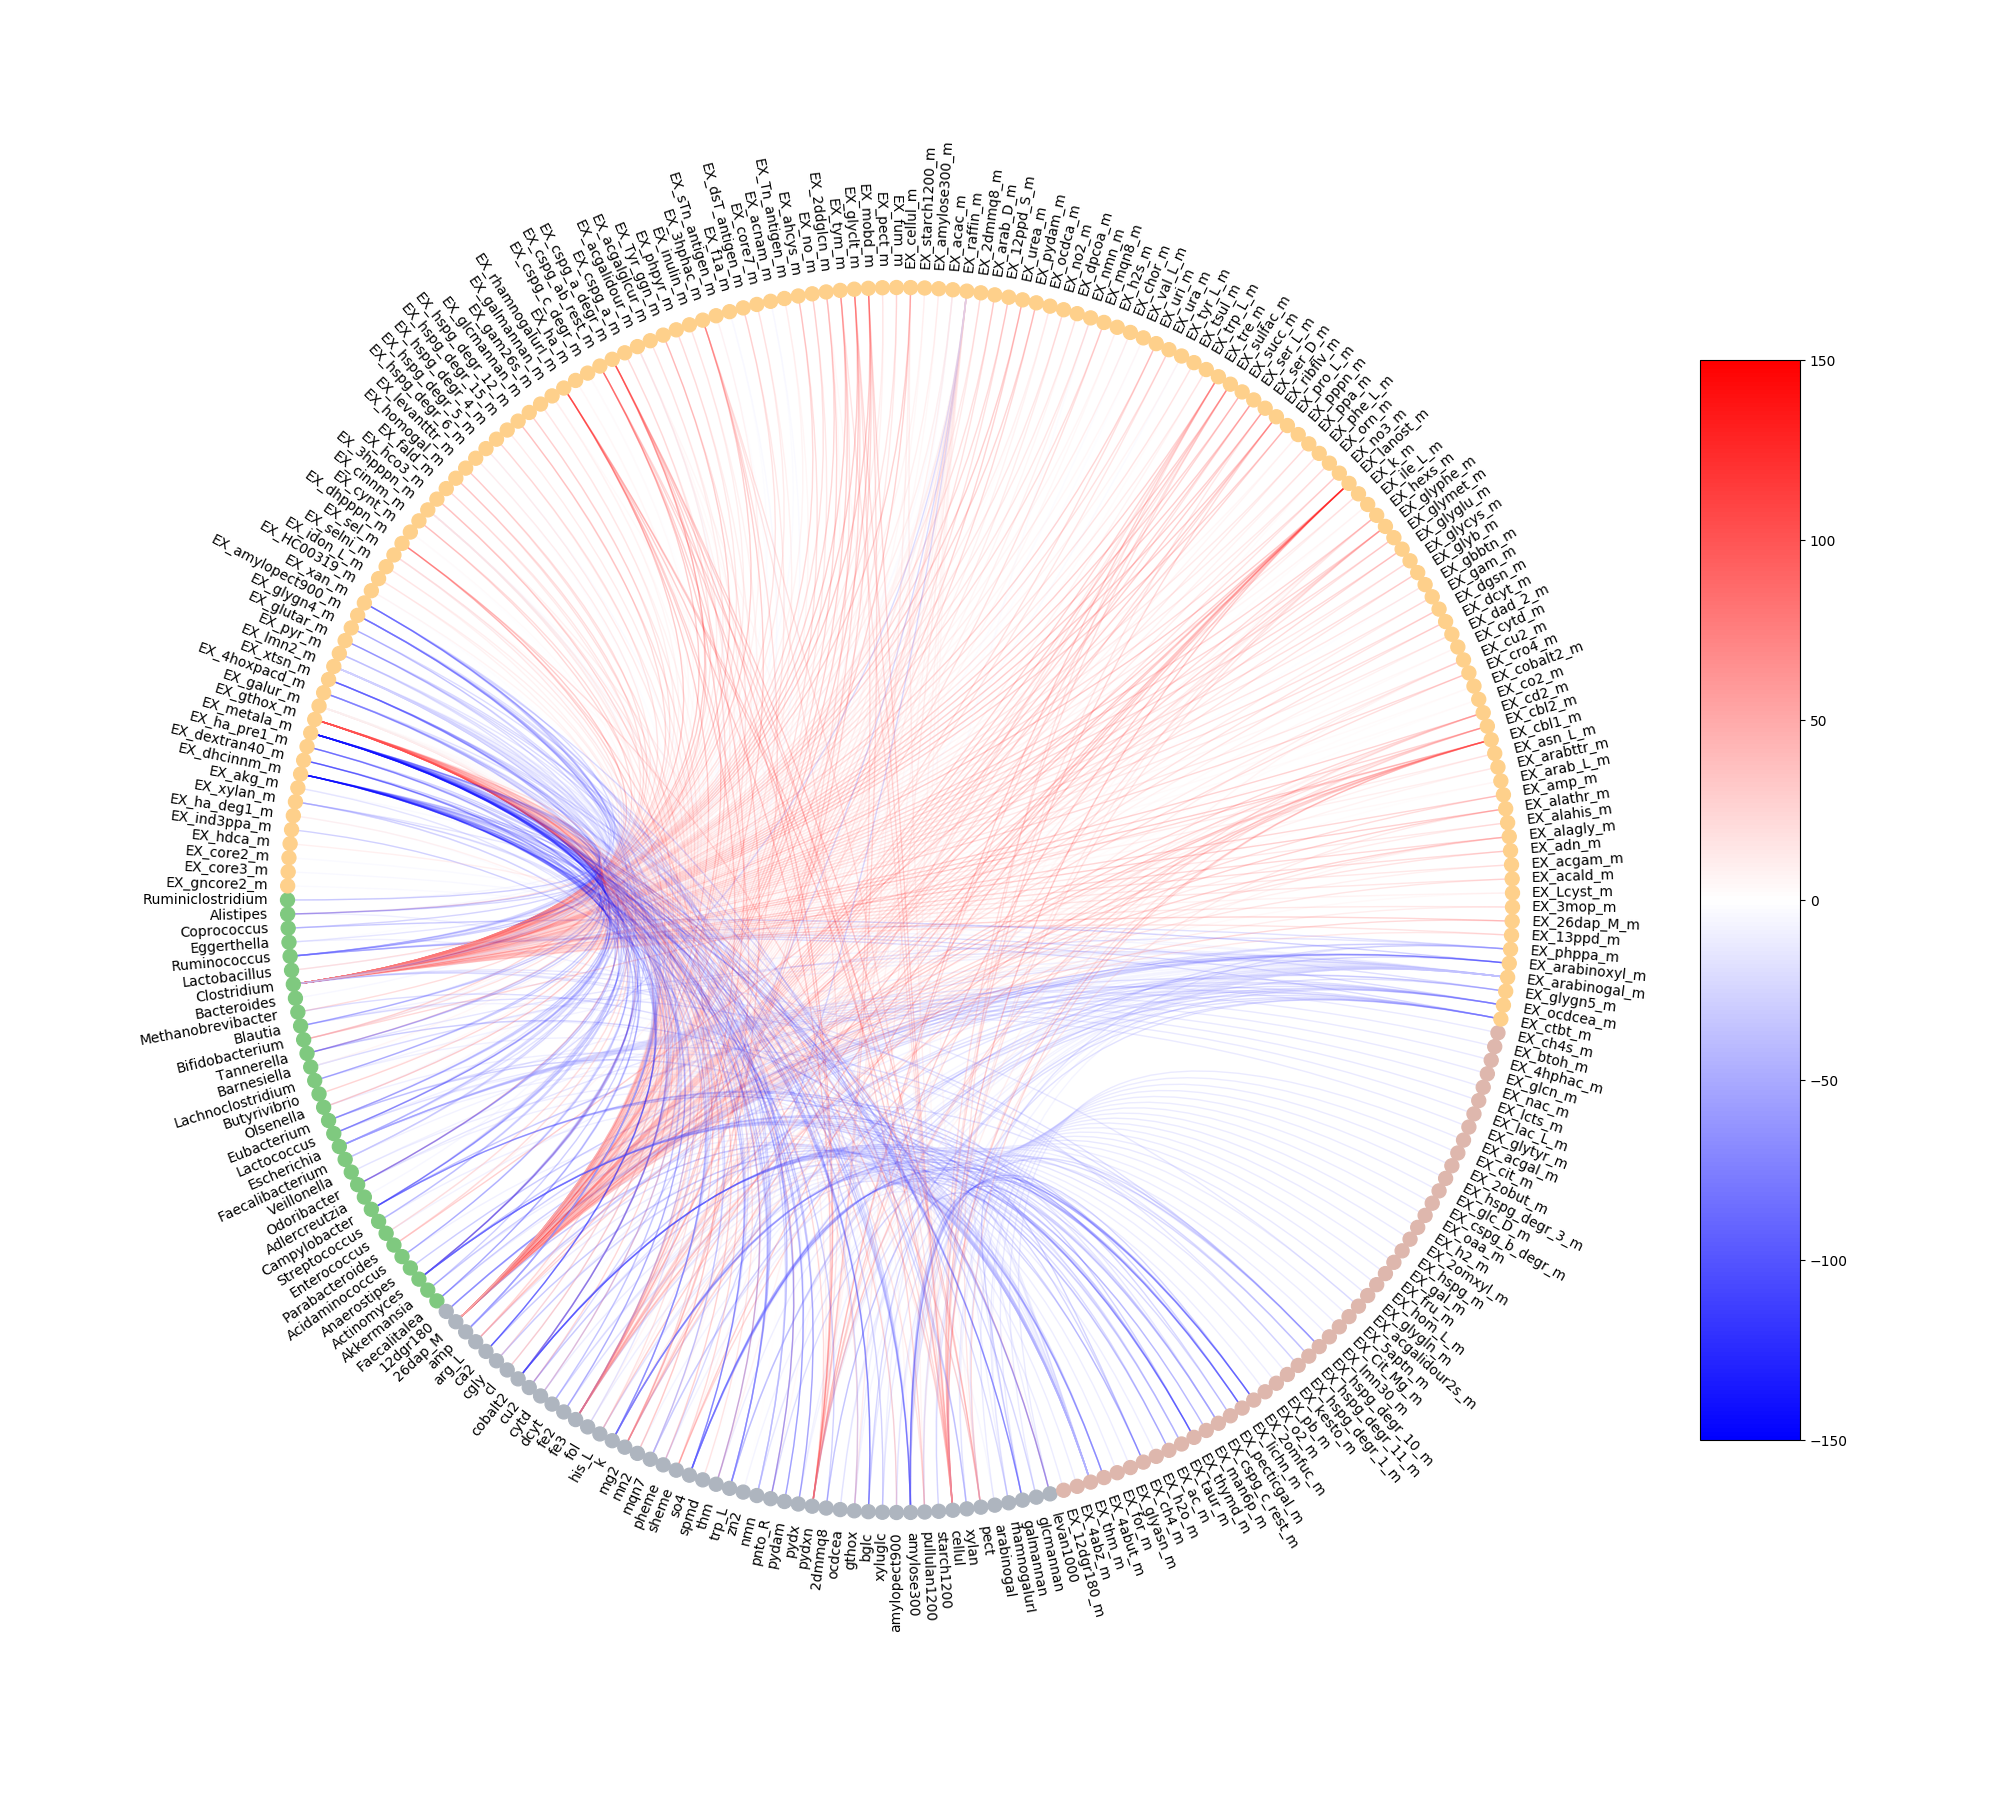 EX_cellul_m
EX_starch1200_m
EX_amylose300_m
EX_acac_m
EX_raffin_m
EX_2dmmq8_m
EX_arab_D_m
EX_12ppd_S_m
EX_urea_m
EX_pydam_m
EX_ocdca_m
EX_no2_m
EX_dpcoa_m
EX_nmn_m
EX_mqn8_m
EX_h2s_m
EX_chor_m
EX_val_L_m
EX_uri_m
EX_ura_m
EX_tyr_L_m
EX_tsul_m
EX_trp_L_m
EX_tre_m
EX_sulfac_m
EX_succ_m
EX_ser_L_m
EX_ser_D_m
EX_ribflv_m
EX_pro_L_m
EX_pppn_m
EX_ppa_m
EX_phe_L_m
EX_orn_m
EX_no3_m
EX_lanost_m
EX_k_m
EX_ile_L_m
EX_hexs_m
EX_glyphe_m
EX_glymet_m
EX_glyglu_m
EX_glycys_m
EX_glyb_m
EX_gbbtn_m
EX_gam_m
EX_dgsn_m
EX_dcyt_m
EX_dad_2_m
EX_cytd_m
EX_cu2_m
EX_cro4_m
EX_cobalt2_m
EX_co2_m
EX_cd2_m
EX_cbl2_m
EX_cbl1_m
EX_asn_L_m
EX_arabttr_m
EX_arab_L_m
EX_amp_m
EX_alathr_m
EX_alahis_m
EX_alagly_m
EX_adn_m
EX_acgam_m
EX_acald_m
EX_Lcyst_m
EX_3mop_m
EX_26dap_M_m
EX_13ppd_m
EX_phppa_m
EX_arabinoxyl_m
EX_arabinogal_m
EX_glygn5_m
EX_ocdcea_m
EX_ctbt_m
EX_ch4s_m
EX_btoh_m
EX_4hphac_m
EX_glcn_m
EX_nac_m
EX_lcts_m
EX_lac_L_m
EX_glytyr_m
EX_acgal_m
EX_cit_m
EX_2obut_m
EX_hspg_degr_3_m
EX_glc_D_m
EX_cspg_b_degr_m
EX_oaa_m
EX_h2_m
EX_2omxyl_m
EX_hspg_m
EX_gal_m
EX_fru_m
EX_hom_L_m
EX_glygln_m
EX_acgalidour2s_m
EX_5aptn_m
EX_Cit_Mg_m
EX_lmn30_m
EX_hspg_degr_10_m
EX_hspg_degr_11_m
EX_hspg_degr_1_m
EX_kesto_m
EX_pb_m
EX_o2_m
EX_2omfuc_m
EX_lichn_m
EX_pecticgal_m
EX_cspg_c_rest_m
EX_man6p_m
EX_thymd_m
EX_taur_m
EX_ac_m
EX_h2o_m
EX_ch4_m
EX_glyasn_m
EX_for_m
EX_4abut_m
EX_thm_m
EX_4abz_m
EX_12dgr180_m
levan1000
glcmannan
galmannan
rhamnogalurI
arabinogal
pect
xylan
cellul
starch1200
pullulan1200
amylose300
amylopect900
xyluglc
bglc
gthox
ocdcea
2dmmq8
pydxn
pydx
pydam
pnto_R
nmn
zn2
trp_L
thm
spmd
so4
sheme
pheme
mqn7
mn2
mg2
k
his_L
fol
fe3
fe2
dcyt
cytd
cu2
cobalt2
cl
cgly
ca2
arg_L
amp
26dap_M
12dgr180
Faecalitalea
Akkermansia
Actinomyces
Anaerostipes
Acidaminococcus
Parabacteroides
Enterococcus
Streptococcus
Campylobacter
Adlercreutzia
Odoribacter
Veillonella
Faecalibacterium
Escherichia
Lactococcus
Eubacterium
Olsenella
Butyrivibrio
Lachnoclostridium
Barnesiella
Tannerella
Bifidobacterium
Blautia
Methanobrevibacter
Bacteroides
Clostridium
Lactobacillus
Ruminococcus
Eggerthella
Coprococcus
Alistipes
Ruminiclostridium
EX_gncore2_m
EX_core3_m
EX_core2_m
EX_hdca_m
EX_ind3ppa_m
EX_ha_deg1_m
EX_xylan_m
EX_akg_m
EX_dhcinnm_m
EX_dextran40_m
EX_ha_pre1_m
EX_metala_m
EX_gthox_m
EX_galur_m
EX_4hoxpacd_m
EX_xtsn_m
EX_lmn2_m
EX_pyr_m
EX_glutar_m
EX_glygn4_m
EX_amylopect900_m
EX_xan_m
EX_HC00319_m
EX_idon_L_m
EX_selni_m
EX_sel_m
EX_dhpppn_m
EX_cynt_m
EX_cinnm_m
EX_3hpppn_m
EX_hco3_m
EX_fald_m
EX_homogal_m
EX_levanttr_m
EX_hspg_degr_6_m
EX_hspg_degr_5_m
EX_hspg_degr_4_m
EX_hspg_degr_15_m
EX_hspg_degr_12_m
EX_glcmannan_m
EX_gam26s_m
EX_galmannan_m
EX_rhamnogalurI_m
EX_ha_m
EX_cspg_c_degr_m
EX_cspg_ab_rest_m
EX_cspg_a_degr_m
EX_cspg_a_m
EX_acgalidour_m
EX_acgalglcur_m
EX_Tyr_ggn_m
EX_phpyr_m
EX_inulin_m
EX_3hphac_m
EX_sTn_antigen_m
EX_f1a_m
EX_dsT_antigen_m
EX_core7_m
EX_acnam_m
EX_Tn_antigen_m
EX_ahcys_m
EX_no_m
EX_2ddglcn_m
EX_tym_m
EX_glyclt_m
EX_mobd_m
EX_pect_m
EX_fum_m
150
100
50
0
−50
−100
−150